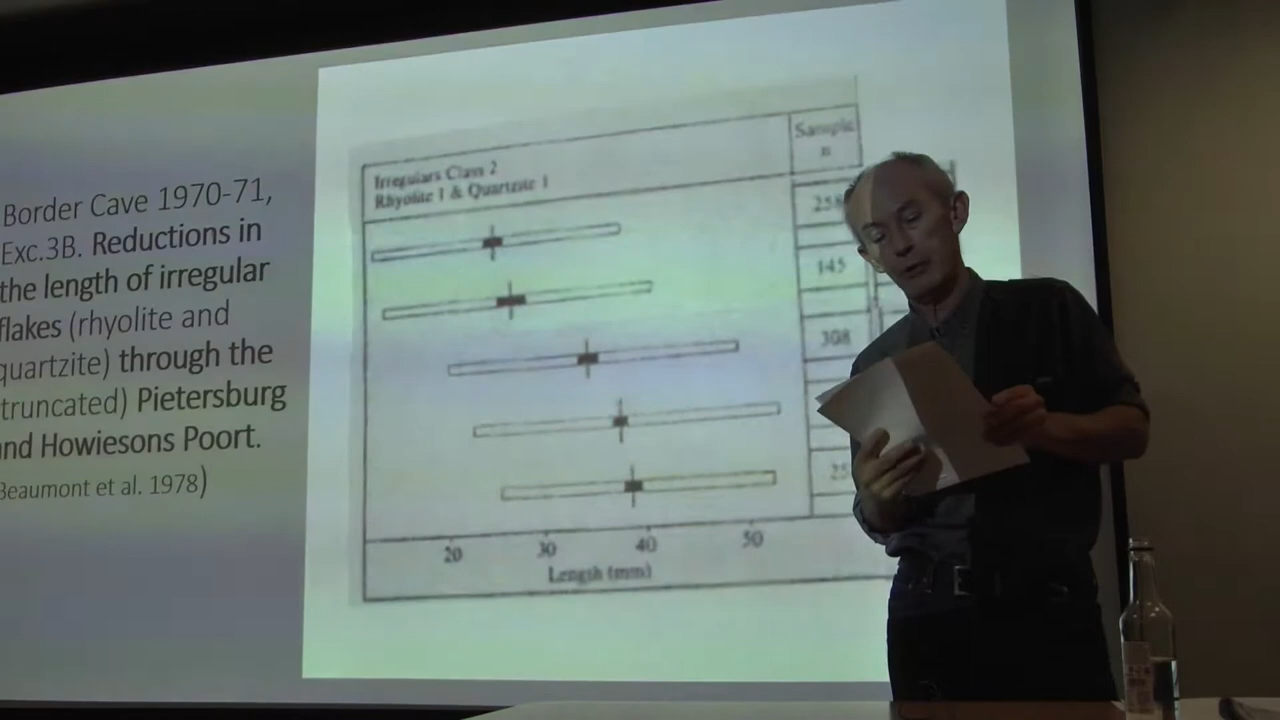 Border Cave 1970-71,
Exc.3B. Reductions in
the length of irregular
flakes (rhyolite and
quartzite) through the
truncated) Pietersburg
and Howiesons Poort.
Beaumont et al. 1978)
Irregulars Class 2
Rhyolite 1 & Quartzite 1
Sample
n
145
308
20 30 40 50
Length (mm)